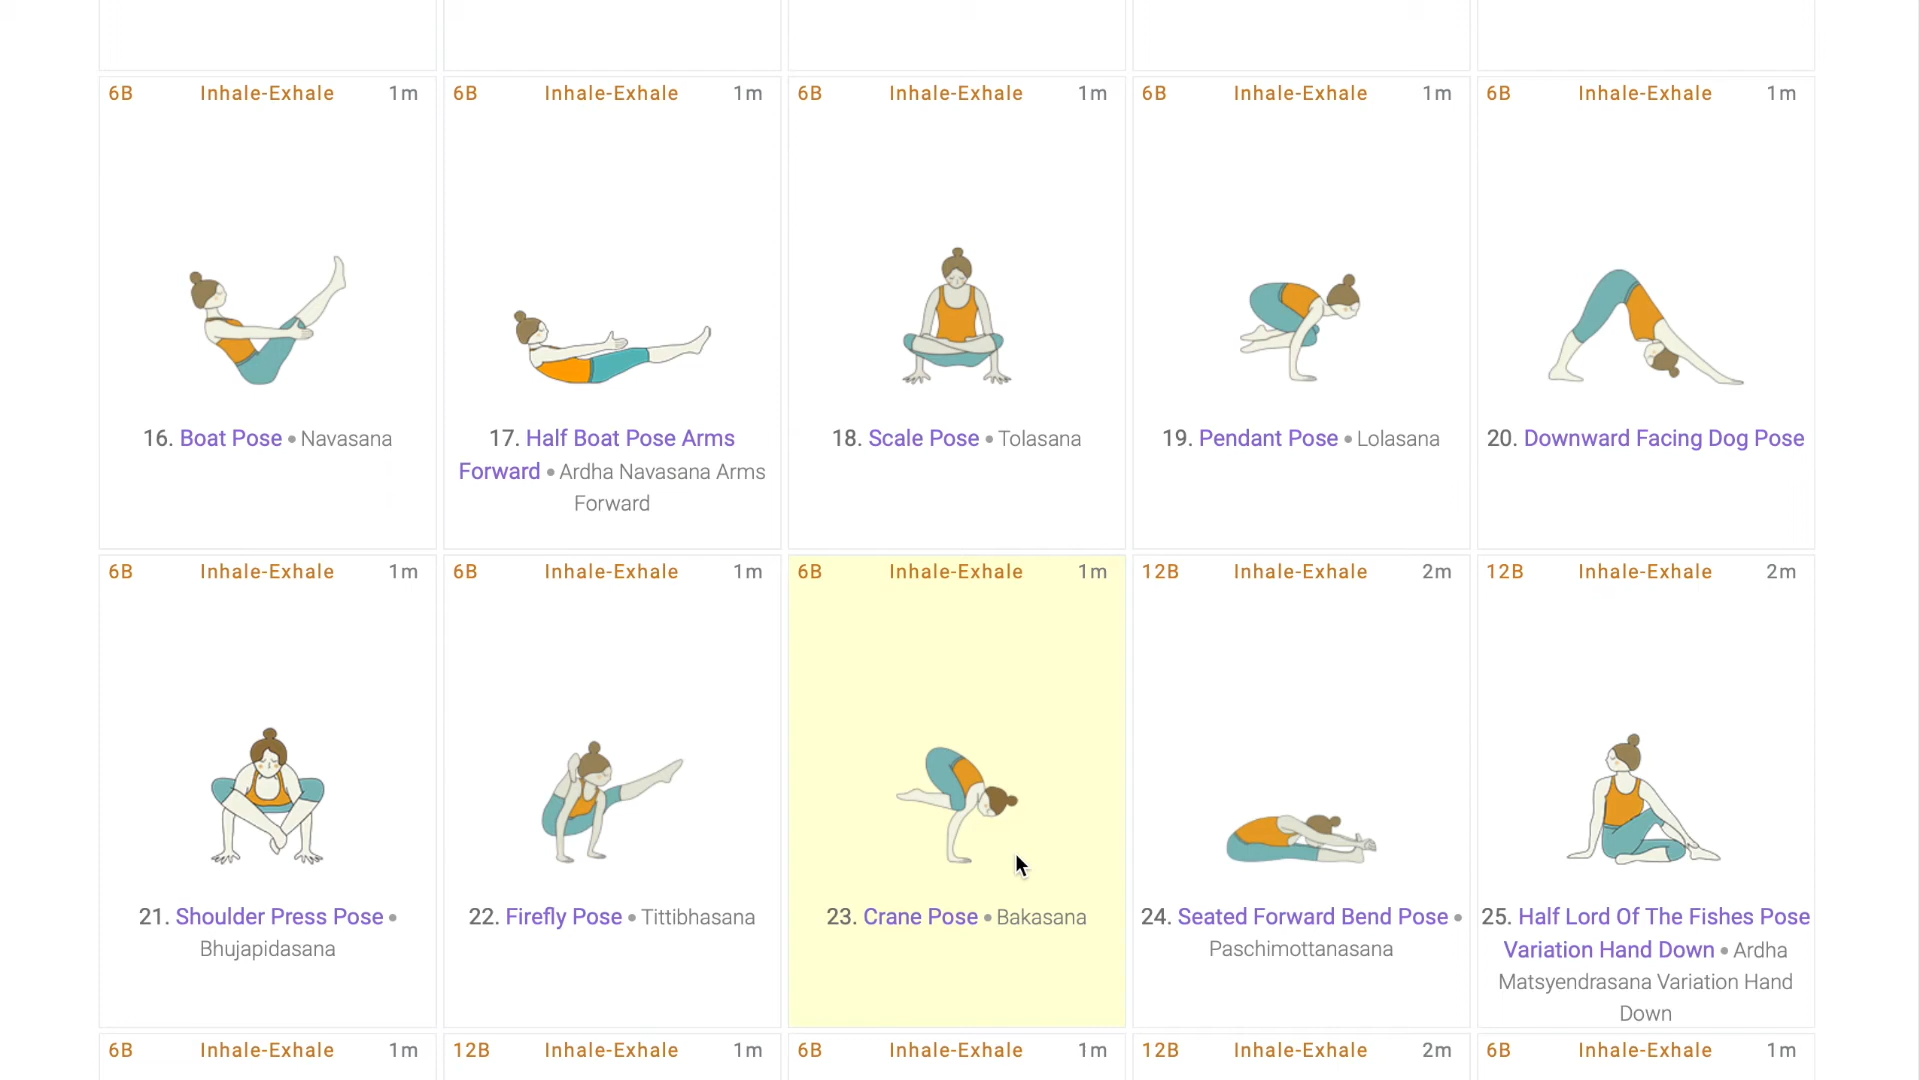 6B Inhale-Exhale 1m
6B Inhale-Exhale 1m
6B Inhale-Exhale 1m
6B Inhale-Exhale 1m
6B Inhale-Exhale 1m
16. Boat Pose • Navasana
17. Half Boat Pose Arms
Forward • Ardha Navasana Arms
Forward
18. Scale Pose • Tolasana
19. Pendant Pose • Lolasana
20. Downward Facing Dog Pose
6B Inhale-Exhale 1m
6B Inhale-Exhale 1m
6B Inhale-Exhale 1m
12B Inhale-Exhale 2m
12B Inhale-Exhale 2m
21. Shoulder Press Pose •
Bhujapidasana
22. Firefly Pose • Tittibhasana
23. Crane Pose • Bakasana
24. Seated Forward Bend Pose •
Paschimottanasana
25. Half Lord Of The Fishes Pose
Variation Hand Down • Ardha
Matsyendrasana Variation Hand
Down
6B Inhale-Exhale 1m
12B Inhale-Exhale 1m
6B Inhale-Exhale 1m
12B Inhale-Exhale 2m
6B Inhale-Exhale 1m